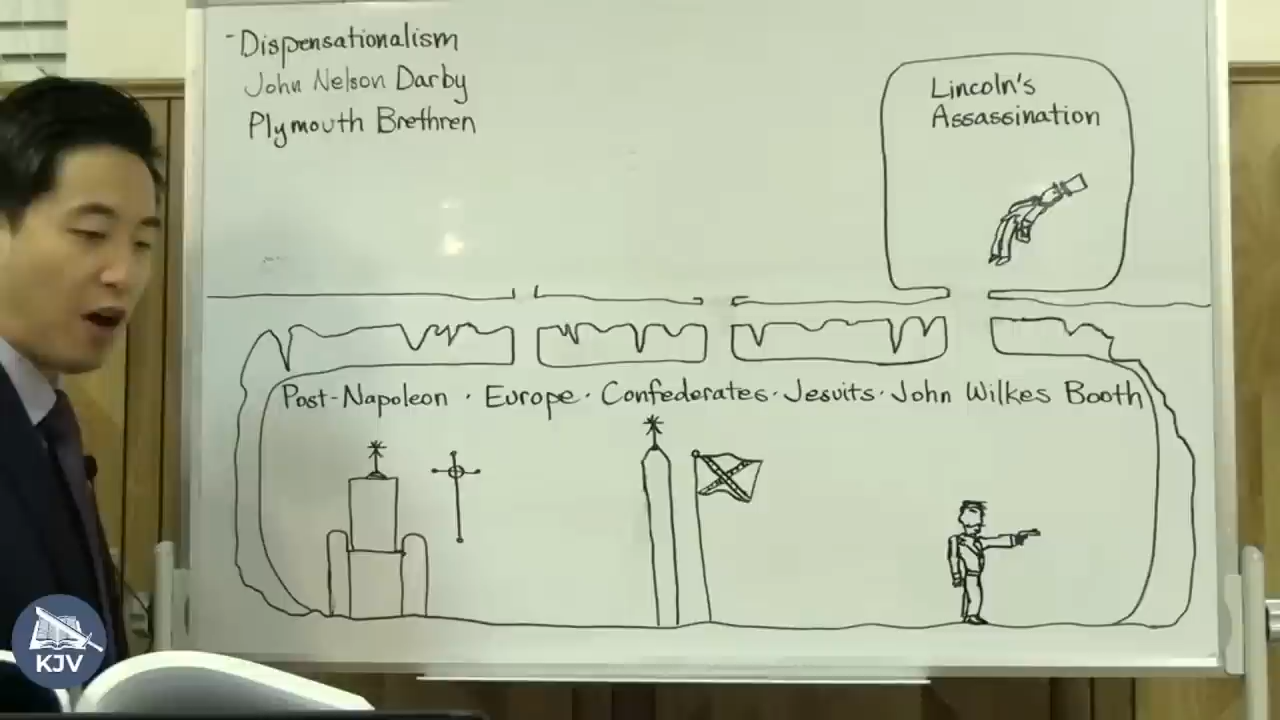 -Dispensationalism
John Nelson Darby
Plymouth Brethren
Lincoln's
Assassination
Post-Napoleon · Europe · Confederates · Jesuits · John Wilkes Booth
KJV